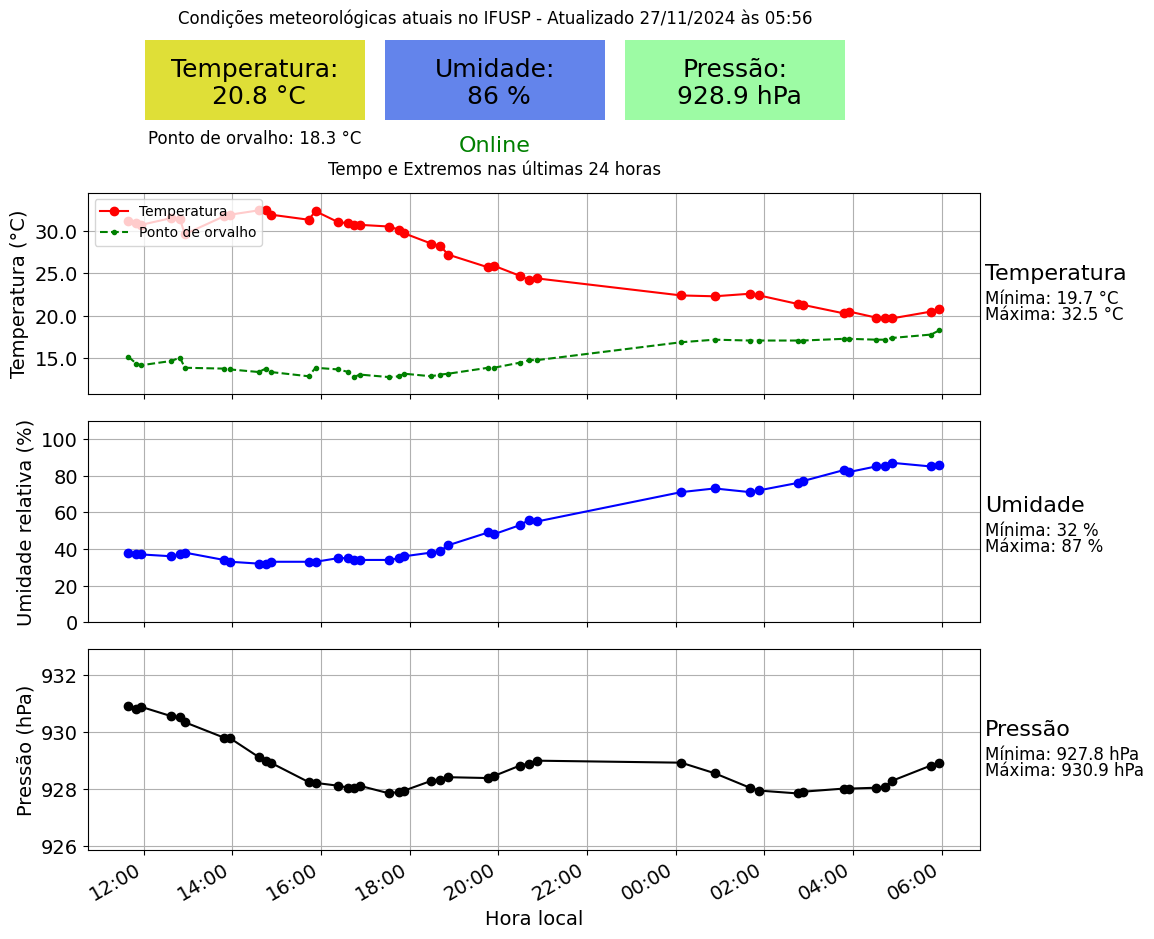 Condições meteorológicas atuais no IFUSP - Atualizado 27/11/2024 às 05:56
Temperatura:
20.8 °C
Umidade:
86 %
Pressão:
928.9 hPa
Ponto de orvalho: 18.3 °C
Online
Tempo e Extremos nas últimas 24 horas
Temperatura (°C)
30.0
25.0
20.0
15.0
Temperatura
Ponto de orvalho
Temperatura
Mínima: 19.7 °C
Máxima: 32.5 °C
Umidade relativa (%)
100
80
60
40
20
0
Umidade
Mínima: 32 %
Máxima: 87 %
Pressão (hPa)
932
930
928
926
Pressão
Mínima: 927.8 hPa
Máxima: 930.9 hPa
12:00
14:00
16:00
18:00
20:00
22:00
00:00
02:00
04:00
06:00
Hora local